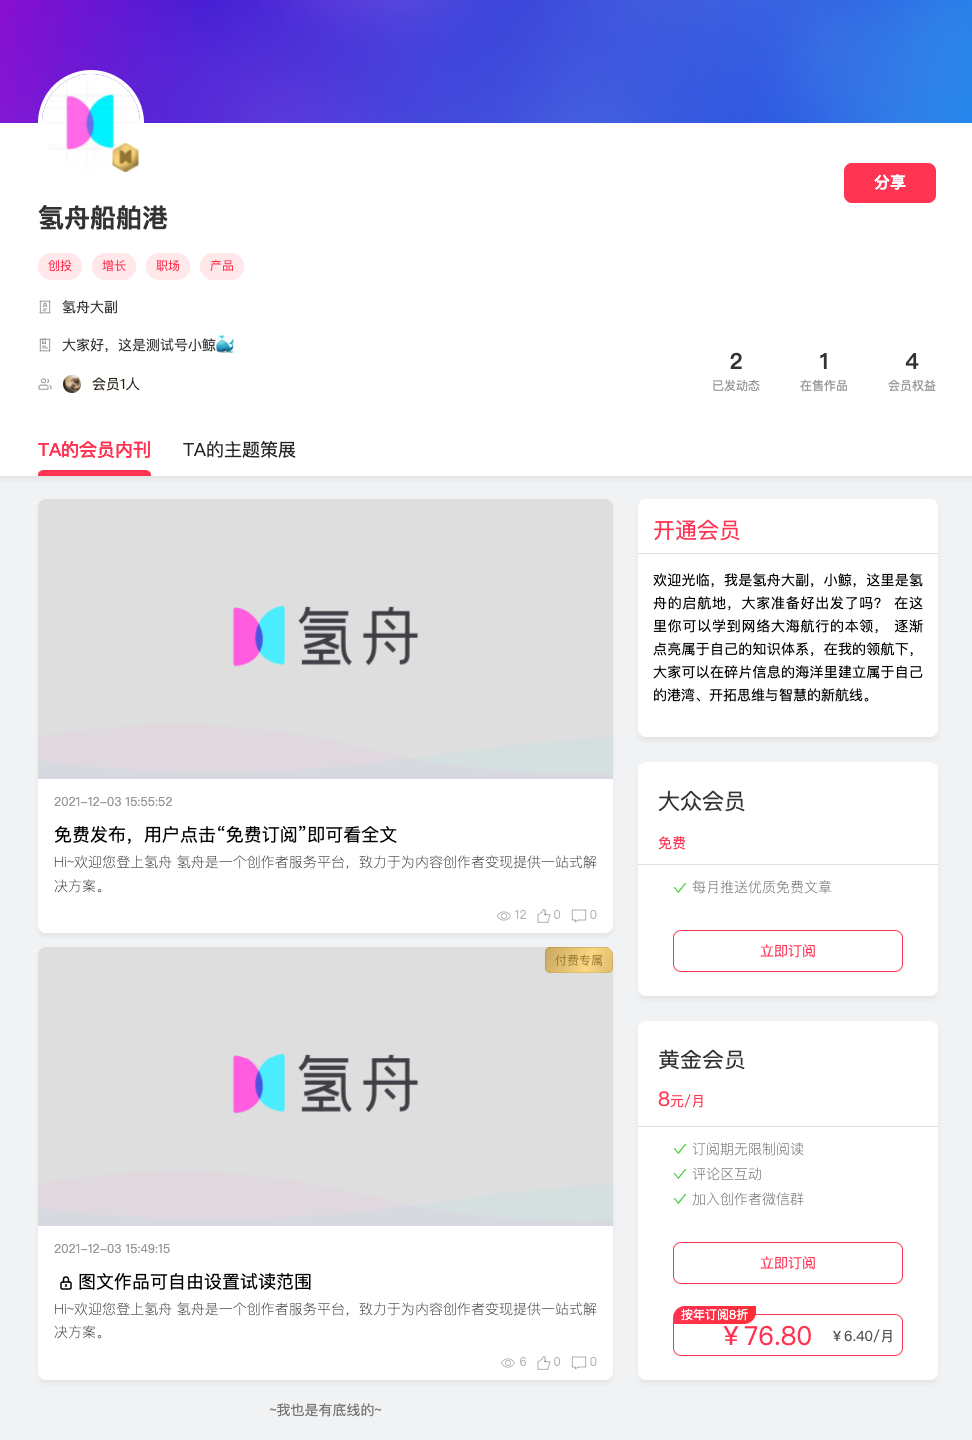 分享
氢舟船舶港
创投 增长 职场 产品
氢舟大副
大家好，这是测试号小鲸🐳
会员1人
2 1 4
已发动态 在售作品 会员权益
TA的会员内刊 TA的主题策展
氢舟
2021-12-03 15:55:52
免费发布，用户点击“免费订阅”即可看全文
Hi~欢迎您登上氢舟 氢舟是一个创作者服务平台，致力于为内容创作者变现提供一站式解
决方案。
12 0 0
付费专属
氢舟
2021-12-03 15:49:15
图文作品可自由设置试读范围
Hi~欢迎您登上氢舟 氢舟是一个创作者服务平台，致力于为内容创作者变现提供一站式解
决方案。
6 0 0
~我也是有底线的~
开通会员
欢迎光临，我是氢舟大副，小鲸，这里是氢
舟的启航地，大家准备好出发了吗？ 在这
里你可以学到网络大海航行的本领， 逐渐
点亮属于自己的知识体系，在我的领航下，
大家可以在碎片信息的海洋里建立属于自己
的港湾、开拓思维与智慧的新航线。
大众会员
免费
每月推送优质免费文章
立即订阅
黄金会员
8元/月
订阅期无限制阅读
评论区互动
加入创作者微信群
立即订阅
按年订阅8折
￥76.80 ￥6.40/月